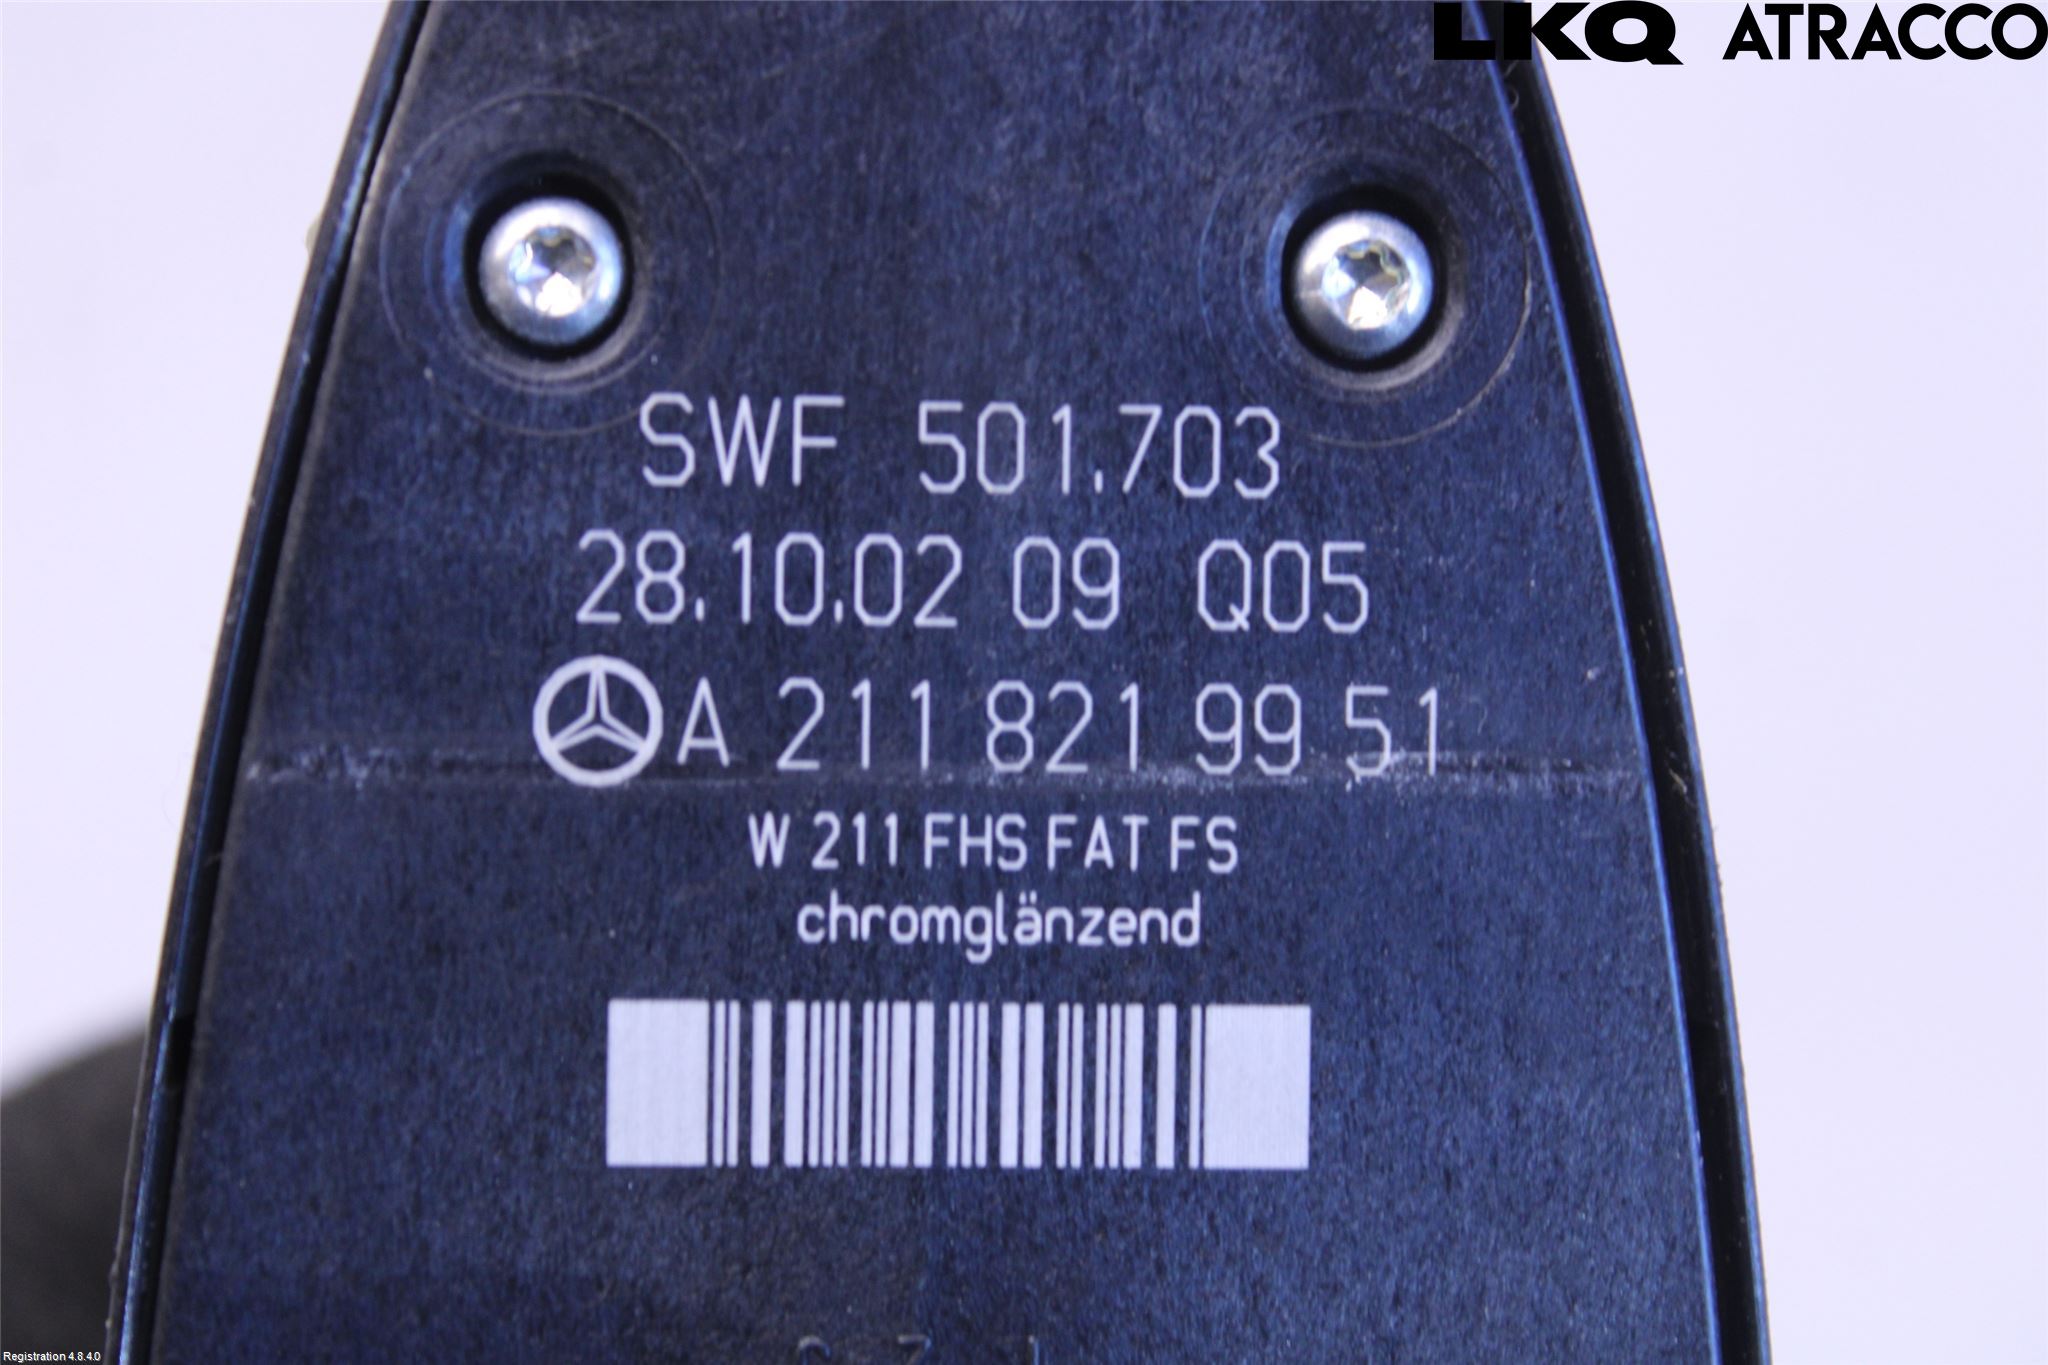 LKQ ATRACCO
SWF 501.703
28.10.02 09 Q05
A 211 821 99 51
W 211 FHS FAT FS
chromglänzend
Registration 4.8.4.0